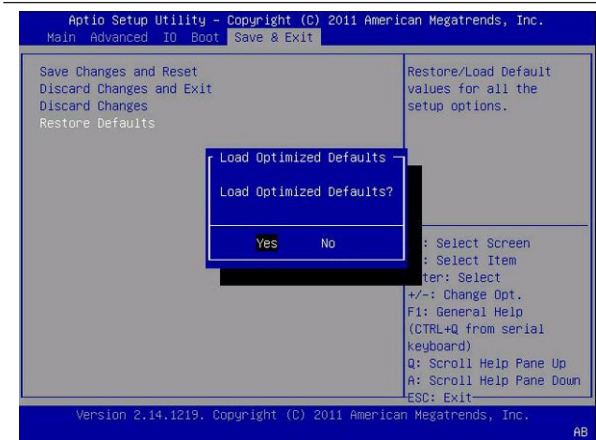 Aptio Setup Utility – Copyright (C) 2011 American Megatrends, Inc.
Main Advanced IO Boot Save & Exit
Save Changes and Reset
Discard Changes and Exit
Discard Changes
Restore Defaults
Restore/Load Default
values for all the
setup options.
Load Optimized Defaults
Load Optimized Defaults?
Yes No
: Select Screen
: Select Item
ter: Select
+/-: Change Opt.
F1: General Help
(CTRL+Q from serial
keyboard)
Q: Scroll Help Pane Up
A: Scroll Help Pane Down
ESC: Exit
Version 2.14.1219. Copyright (C) 2011 American Megatrends, Inc.
AB